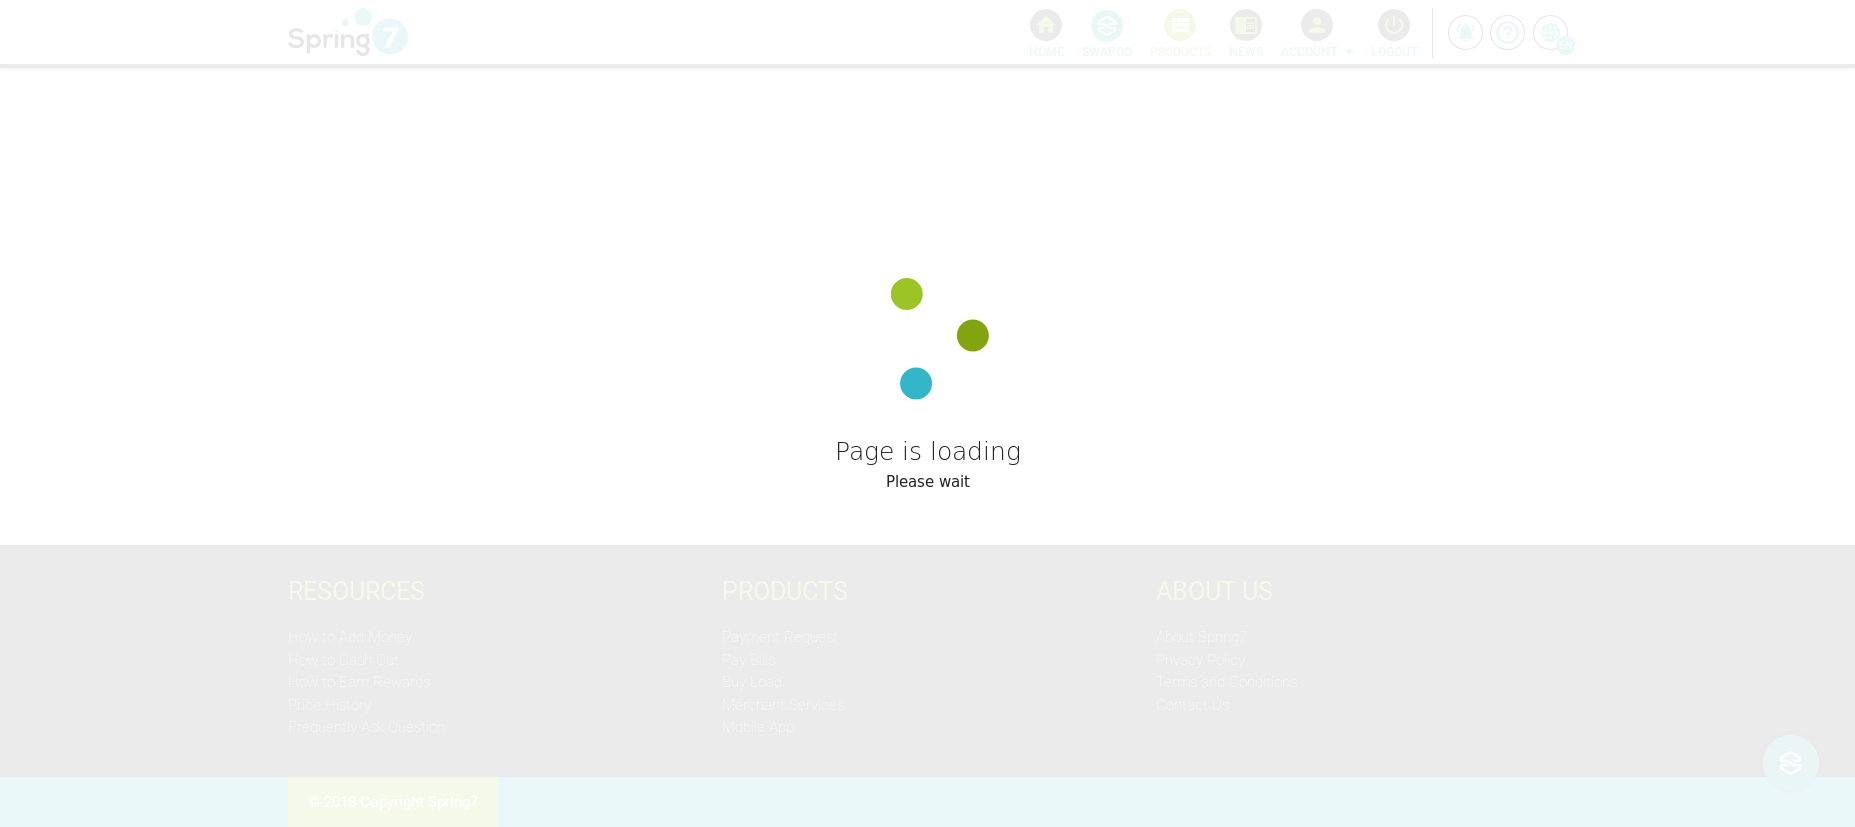 Spring7
HOME
SWAPOO
PRODUCTS
NEWS
ACCOUNT
LOGOUT
EN
Page is loading
Please wait
RESOURCES
How to Add Money
How to Cash Out
How to Earn Rewards
Price History
Frequently Ask Question
PRODUCTS
Payment Request
Pay Bills
Buy Load
Merchant Services
Mobile App
ABOUT US
About Spring7
Privacy Policy
Terms and Conditions
Contact Us
© 2018 Copyright Spring7